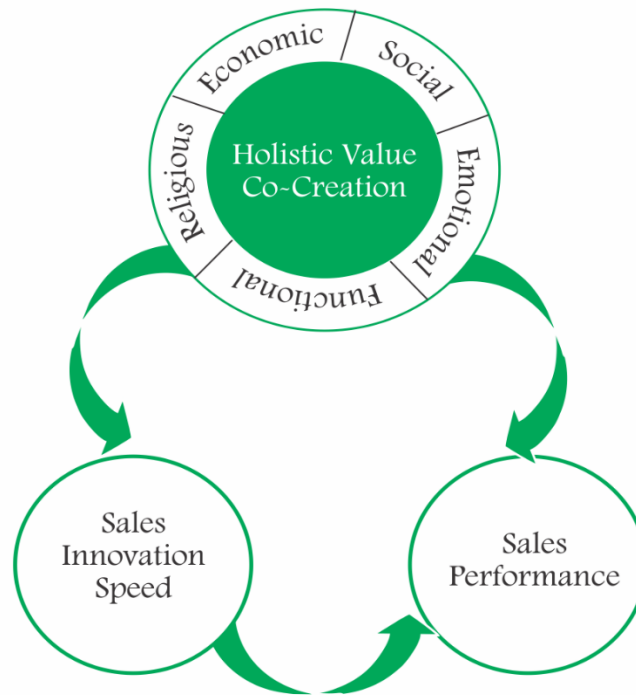 Economic
Social
Religious
Holistic Value
Co-Creation
Emotional
Functional
Sales
Innovation
Speed
Sales
Performance